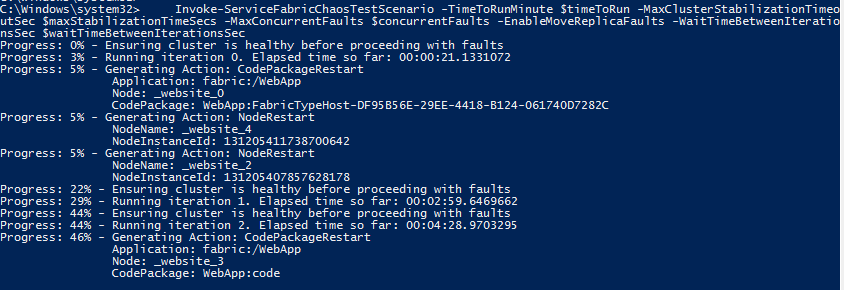 C:\Windows\system32>     Invoke-ServiceFabricChaosTestScenario -TimeToRunMinute $timeToRun -MaxClusterStabilizationTimeo
utSec $maxStabilizationTimeSecs -MaxConcurrentFaults $concurrentFaults -EnableMoveReplicaFaults -WaitTimeBetweenIteratio
nsSec $waitTimeBetweenIterationsSec
Progress: 0% - Ensuring cluster is healthy before proceeding with faults
Progress: 3% - Running iteration 0. Elapsed time so far: 00:00:21.1331072
Progress: 5% - Generating Action: CodePackageRestart
Application: fabric:/WebApp
Node: _website_0
CodePackage: WebApp:FabricTypeHost-DF95B56E-29EE-4418-B124-061740D7282C
Progress: 5% - Generating Action: NodeRestart
NodeName: _website_4
NodeInstanceId: 131205411738700642
Progress: 5% - Generating Action: NodeRestart
NodeName: _website_2
NodeInstanceId: 131205407857628178
Progress: 22% - Ensuring cluster is healthy before proceeding with faults
Progress: 29% - Running iteration 1. Elapsed time so far: 00:02:59.6469662
Progress: 44% - Ensuring cluster is healthy before proceeding with faults
Progress: 44% - Running iteration 2. Elapsed time so far: 00:04:28.9703295
Progress: 46% - Generating Action: CodePackageRestart
Application: fabric:/WebApp
Node: _website_3
CodePackage: WebApp:code